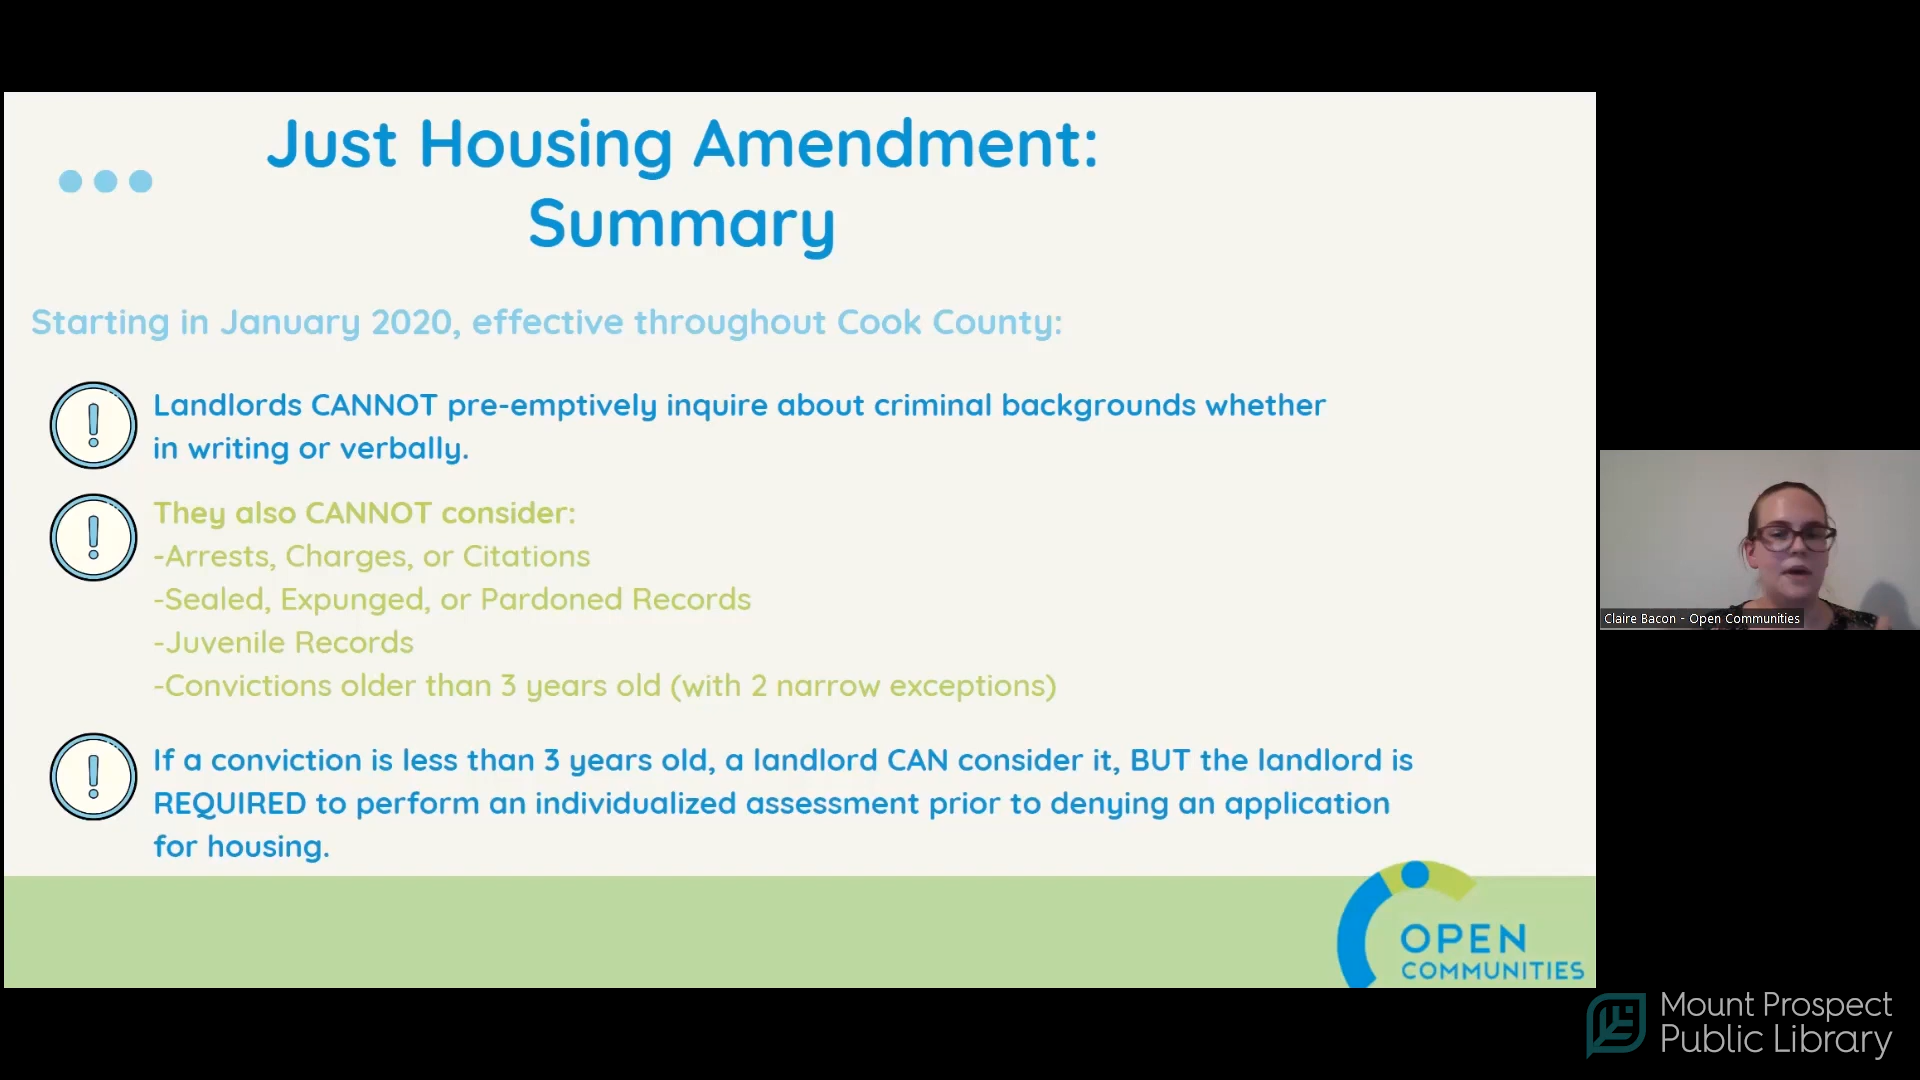 Just Housing Amendment:
Summary
Starting in January 2020, effective throughout Cook County:
Landlords CANNOT pre-emptively inquire about criminal backgrounds whether
in writing or verbally.
They also CANNOT consider:
-Arrests, Charges, or Citations
-Sealed, Expunged, or Pardoned Records
-Juvenile Records
-Convictions older than 3 years old (with 2 narrow exceptions)
If a conviction is less than 3 years old, a landlord CAN consider it, BUT the landlord is
REQUIRED to perform an individualized assessment prior to denying an application
for housing.
OPEN
COMMUNITIES
Claire Bacon - Open Communities
Mount Prospect
Public Library